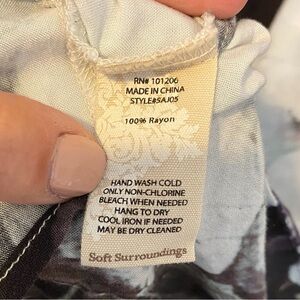 RN# 101206
MADE IN CHINA
STYLE#SAJ05
100% Rayon
HAND WASH COLD
ONLY NON-CHLORINE
BLEACH WHEN NEEDED
HANG TO DRY
COOL IRON IF NEEDED
MAY BE DRY CLEANED
Soft Surroundings